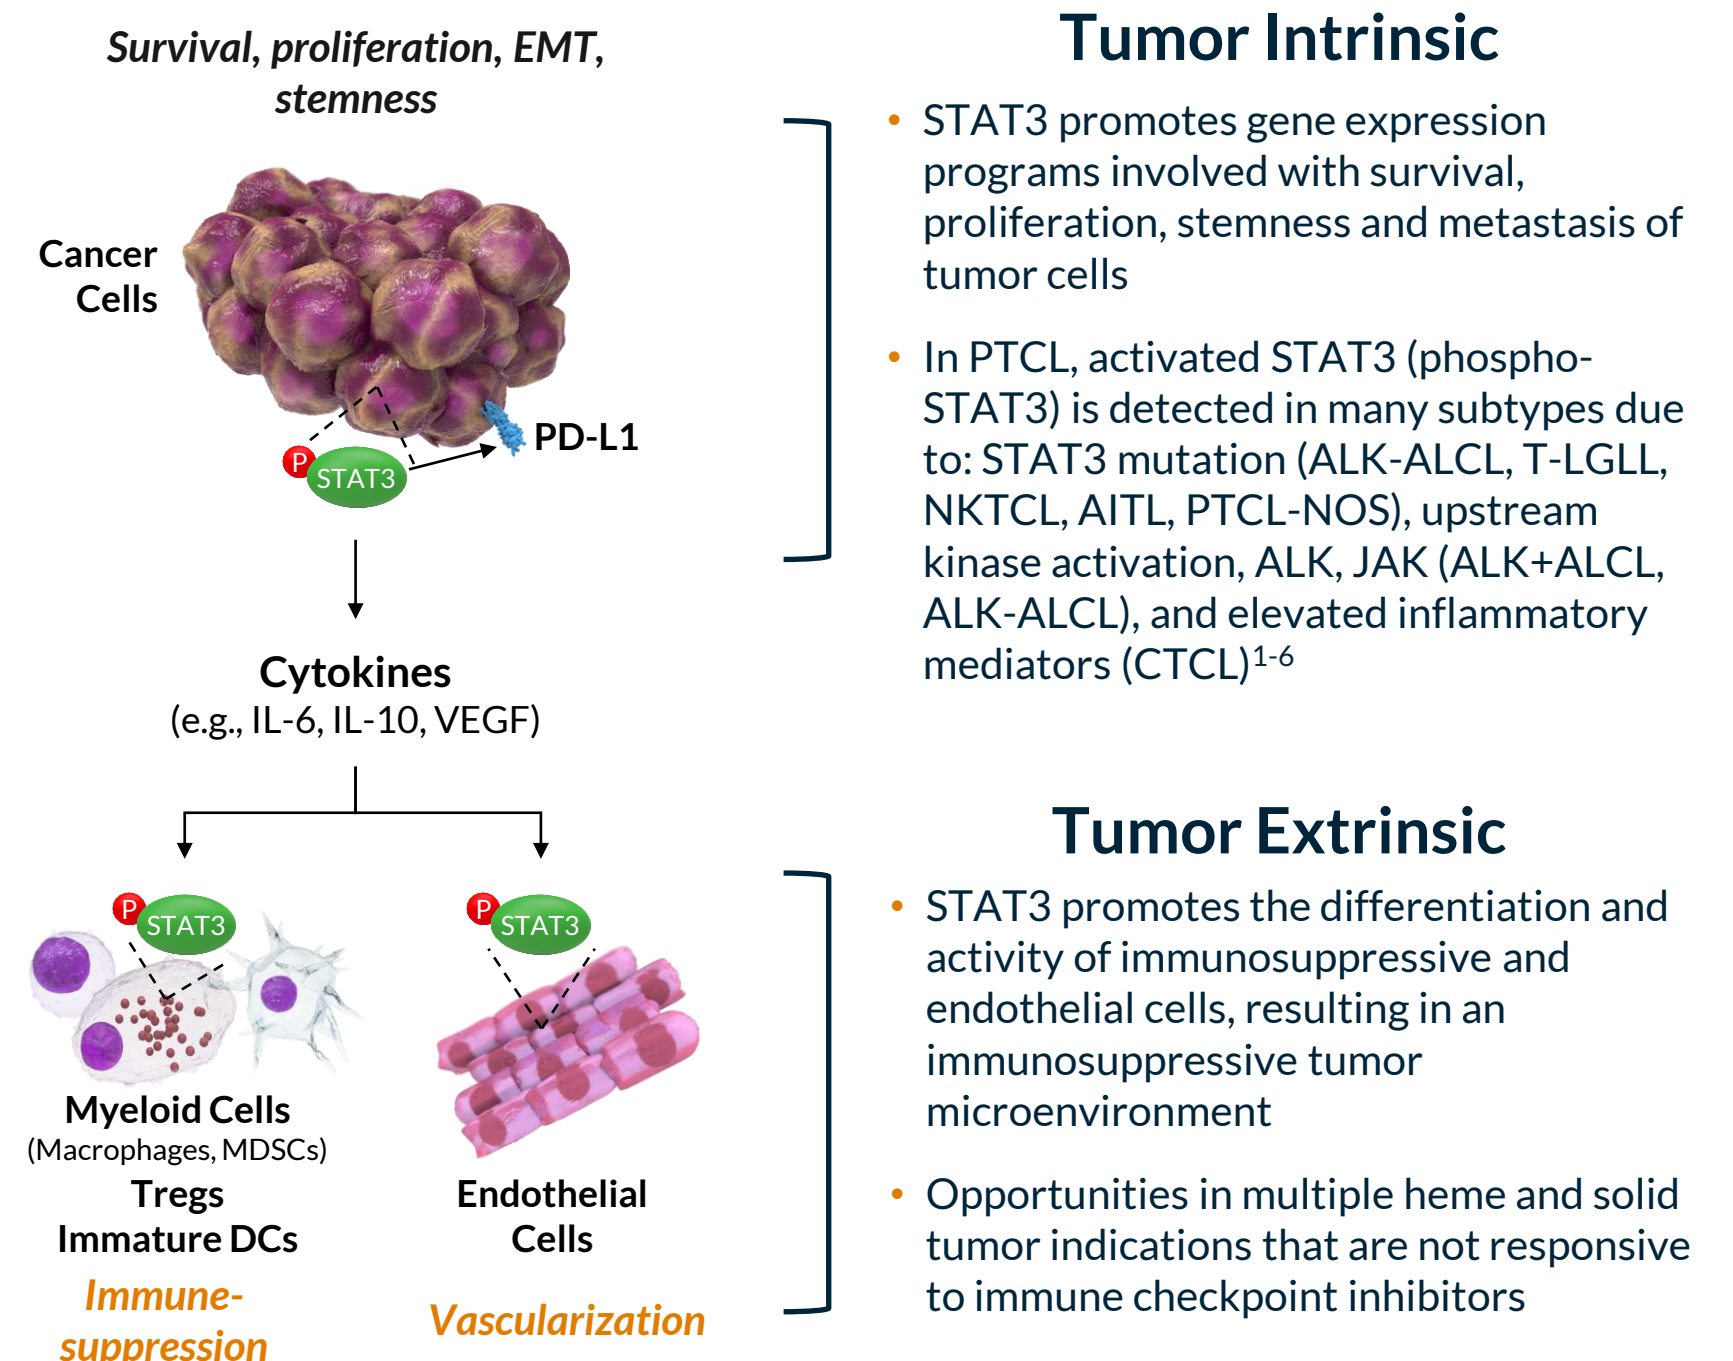 Survival, proliferation, EMT,
stemness
Cancer
Cells
PD-L1
P
STAT3
Cytokines
(e.g., IL-6, IL-10, VEGF)
P
STAT3
P
STAT3
Myeloid Cells
(Macrophages, MDSCs)
Tregs
Immature DCs
Immune-
suppression
Endothelial
Cells
Vascularization
Tumor Intrinsic
• STAT3 promotes gene expression
programs involved with survival,
proliferation, stemness and metastasis of
tumor cells
• In PTCL, activated STAT3 (phospho-
STAT3) is detected in many subtypes due
to: STAT3 mutation (ALK-ALCL, T-LGLL,
NKTCL, AITL, PTCL-NOS), upstream
kinase activation, ALK, JAK (ALK+ALCL,
ALK-ALCL), and elevated inflammatory
mediators (CTCL)1-6
Tumor Extrinsic
• STAT3 promotes the differentiation and
activity of immunosuppressive and
endothelial cells, resulting in an
immunosuppressive tumor
microenvironment
• Opportunities in multiple heme and solid
tumor indications that are not responsive
to immune checkpoint inhibitors